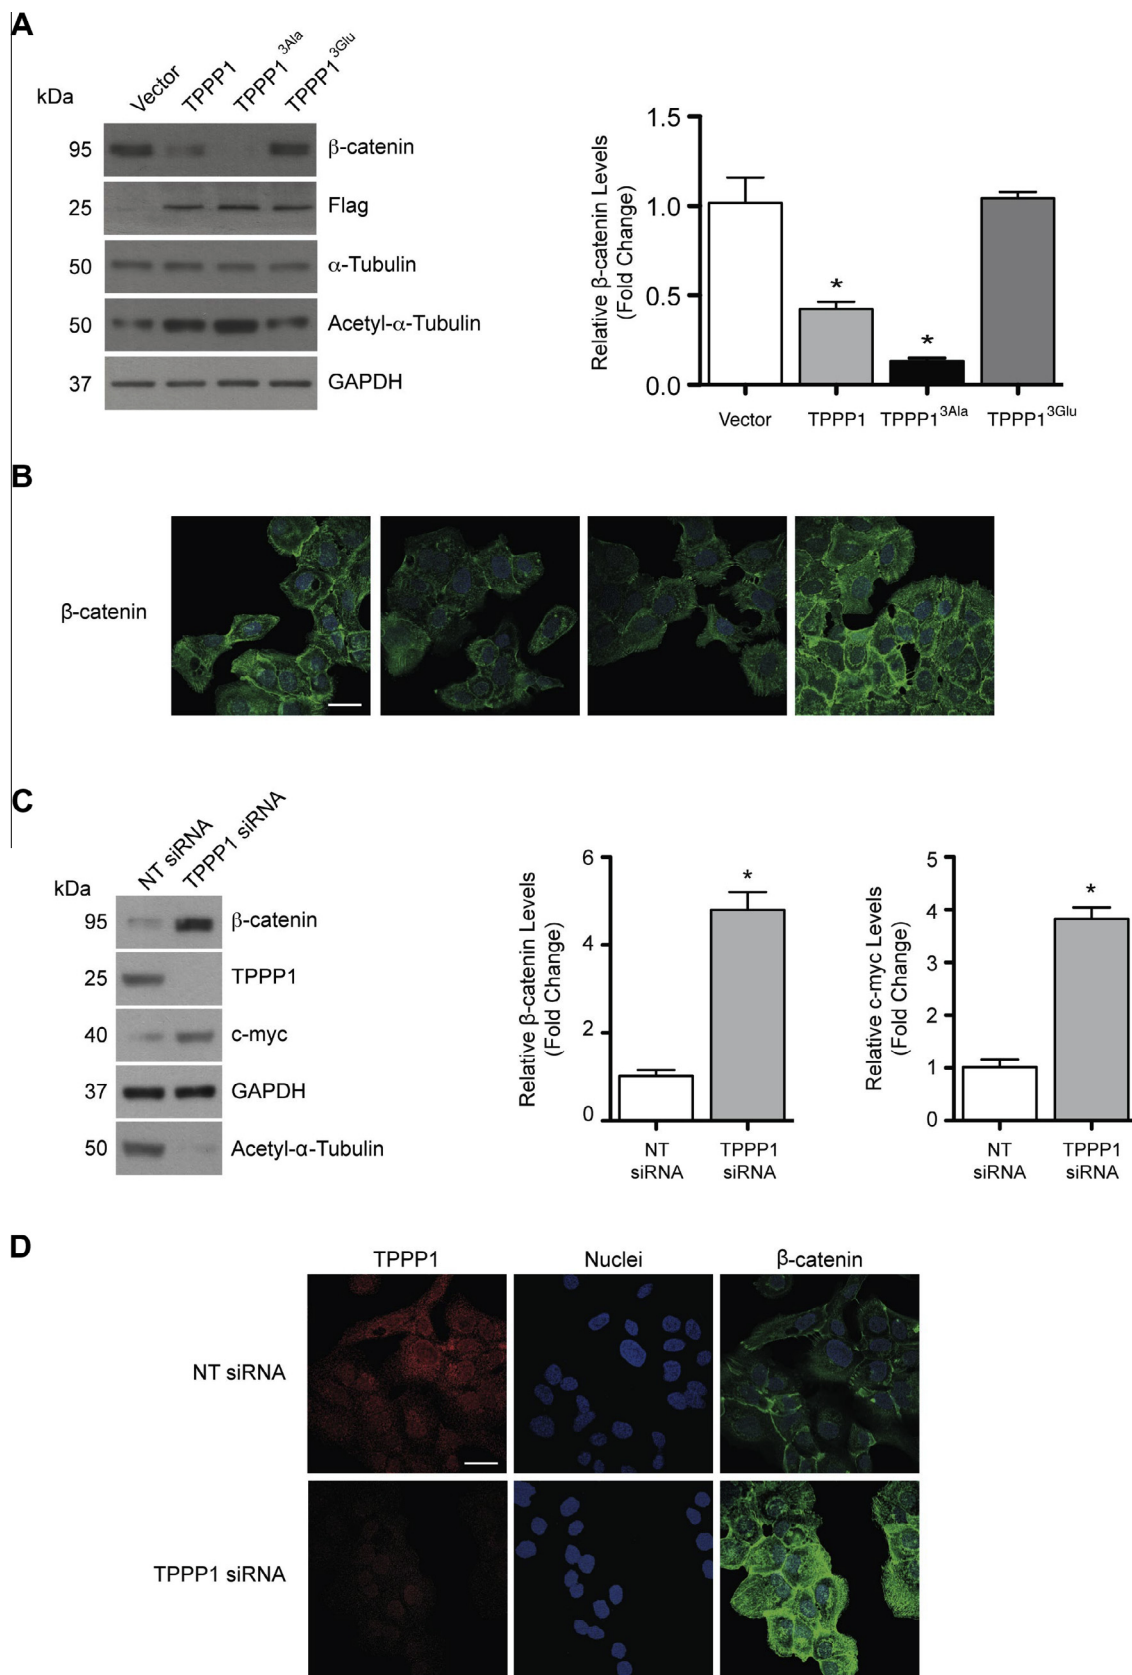 A
kDa
Vector
TPPP1
TPPP1 3Ala
TPPP1 3Glu
95
β-catenin
25
Flag
50
α-Tubulin
50
Acetyl-α-Tubulin
37
GAPDH
Relative β-catenin Levels
(Fold Change)
1.5
1.0
0.5
0.0
*
*
Vector
TPPP1
TPPP1 3Ala
TPPP1 3Glu
B
β-catenin
C
kDa
NT siRNA
TPPP1 siRNA
95
β-catenin
25
TPPP1
40
c-myc
37
GAPDH
50
Acetyl-α-Tubulin
Relative β-catenin Levels
(Fold Change)
6
4
2
0
*
NT
siRNA
TPPP1
siRNA
Relative c-myc Levels
(Fold Change)
5
4
3
2
1
0
*
NT
siRNA
TPPP1
siRNA
D
TPPP1
Nuclei
β-catenin
NT siRNA
TPPP1 siRNA